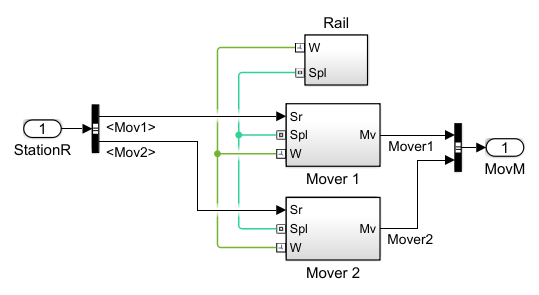 Rail
W
Spl
1
StationR
<Mov1>
<Mov2>
Sr
Spl
W
Mv
Mover 1
Mover1
1
MovM
Sr
Spl
W
Mv
Mover 2
Mover2